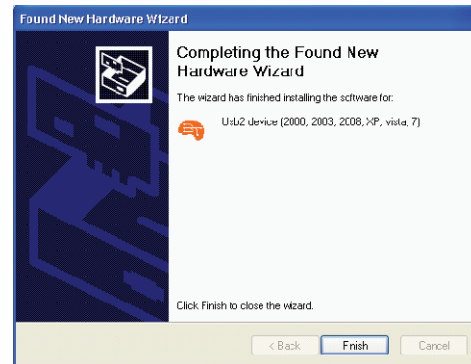 Found New Hardware Wizard
Completing the Found New
Hardware Wizard
The wizard has finished installing the software for:
Usb2 device (2000, 2003, 2008, XP, vista, 7)
Click Finish to close the wizard.
< Back
Finish
Cancel